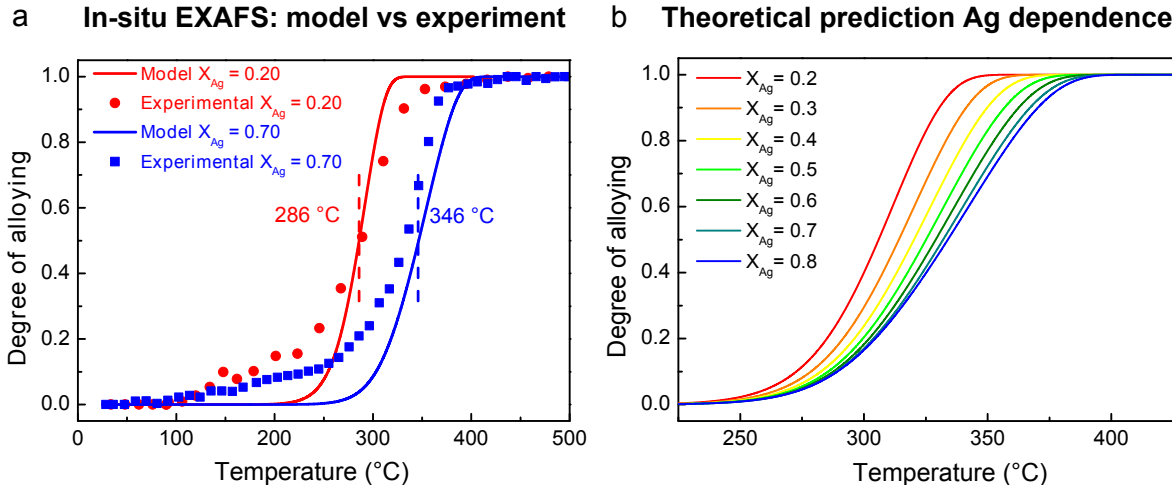 a In-situ EXAFS: model vs experiment
1.0
0.8
0.6
0.4
0.2
0.0
Degree of alloying
Model X_Ag = 0.20
Experimental X_Ag = 0.20
Model X_Ag = 0.70
Experimental X_Ag = 0.70
286 °C
346 °C
0 100 200 300 400 500
Temperature (°C)
b Theoretical prediction Ag dependence
1.0
0.8
0.6
0.4
0.2
0.0
Degree of alloying
X_Ag = 0.2
X_Ag = 0.3
X_Ag = 0.4
X_Ag = 0.5
X_Ag = 0.6
X_Ag = 0.7
X_Ag = 0.8
250 300 350 400
Temperature (°C)